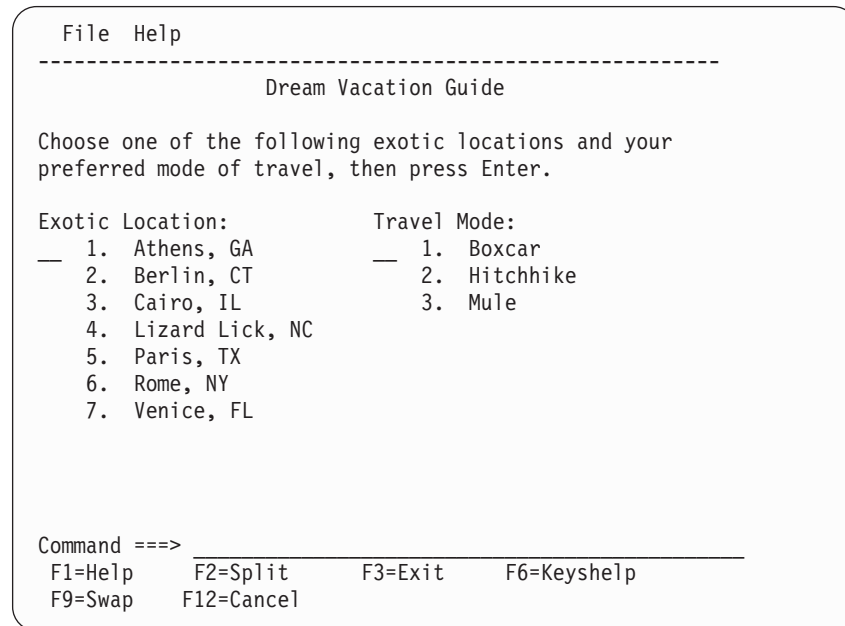 File Help
---------------------------------------------------------
Dream Vacation Guide
Choose one of the following exotic locations and your
preferred mode of travel, then press Enter.
Exotic Location: Travel Mode:
__ 1. Athens, GA __ 1. Boxcar
2. Berlin, CT 2. Hitchhike
3. Cairo, IL 3. Mule
4. Lizard Lick, NC
5. Paris, TX
6. Rome, NY
7. Venice, FL
Command ===> ______________________________________________
F1=Help F2=Split F3=Exit F6=Keyshelp
F9=Swap F12=Cancel